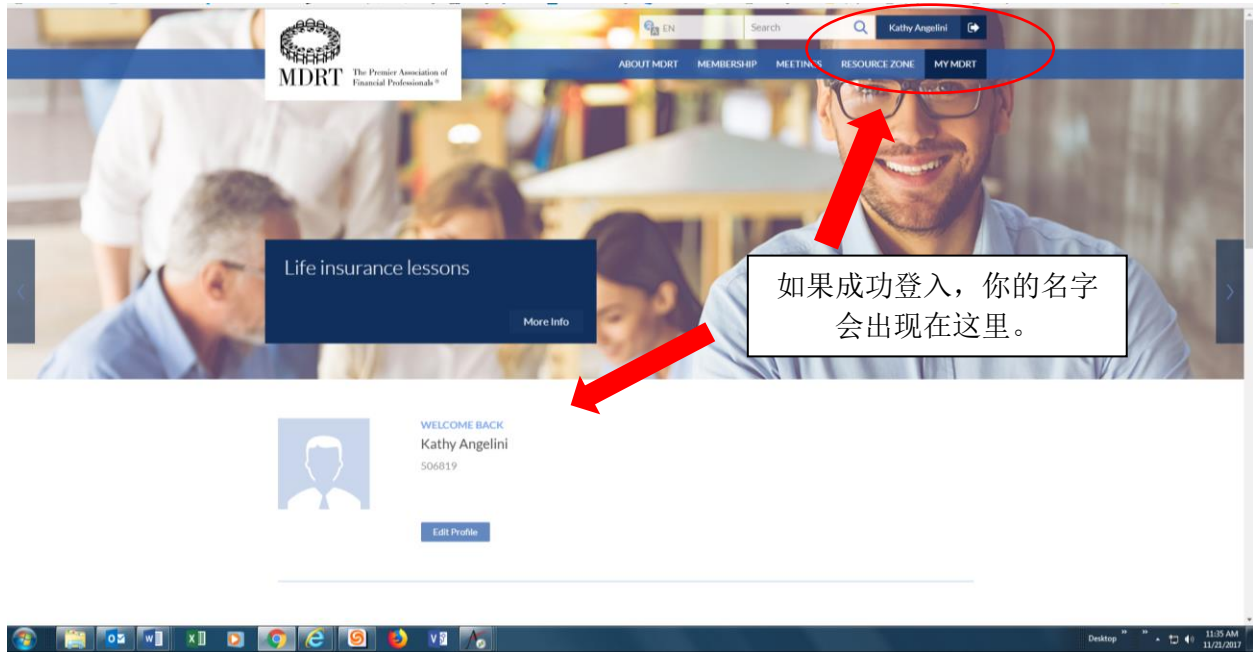 EN
Search
Kathy Angelini
MDRT
The Premier Association of
Financial Professionals ®
ABOUT MDRT MEMBERSHIP MEETINGS RESOURCE ZONE MY MDRT
Life insurance lessons
More Info
如果成功登入，你的名字
会出现在这里。
WELCOME BACK
Kathy Angelini
506819
Edit Profile
Desktop
11:35 AM
11/21/2017